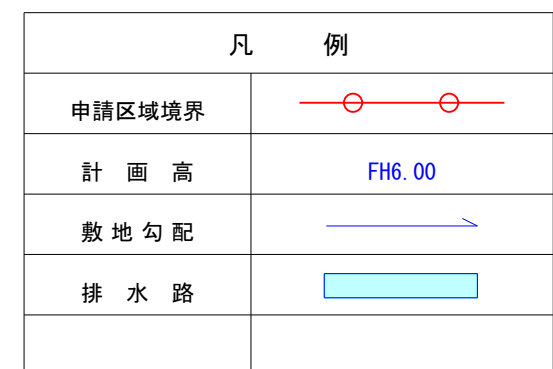 凡 例
申請区域境界
計 画 高 FH6.00
敷 地 勾 配
排 水 路